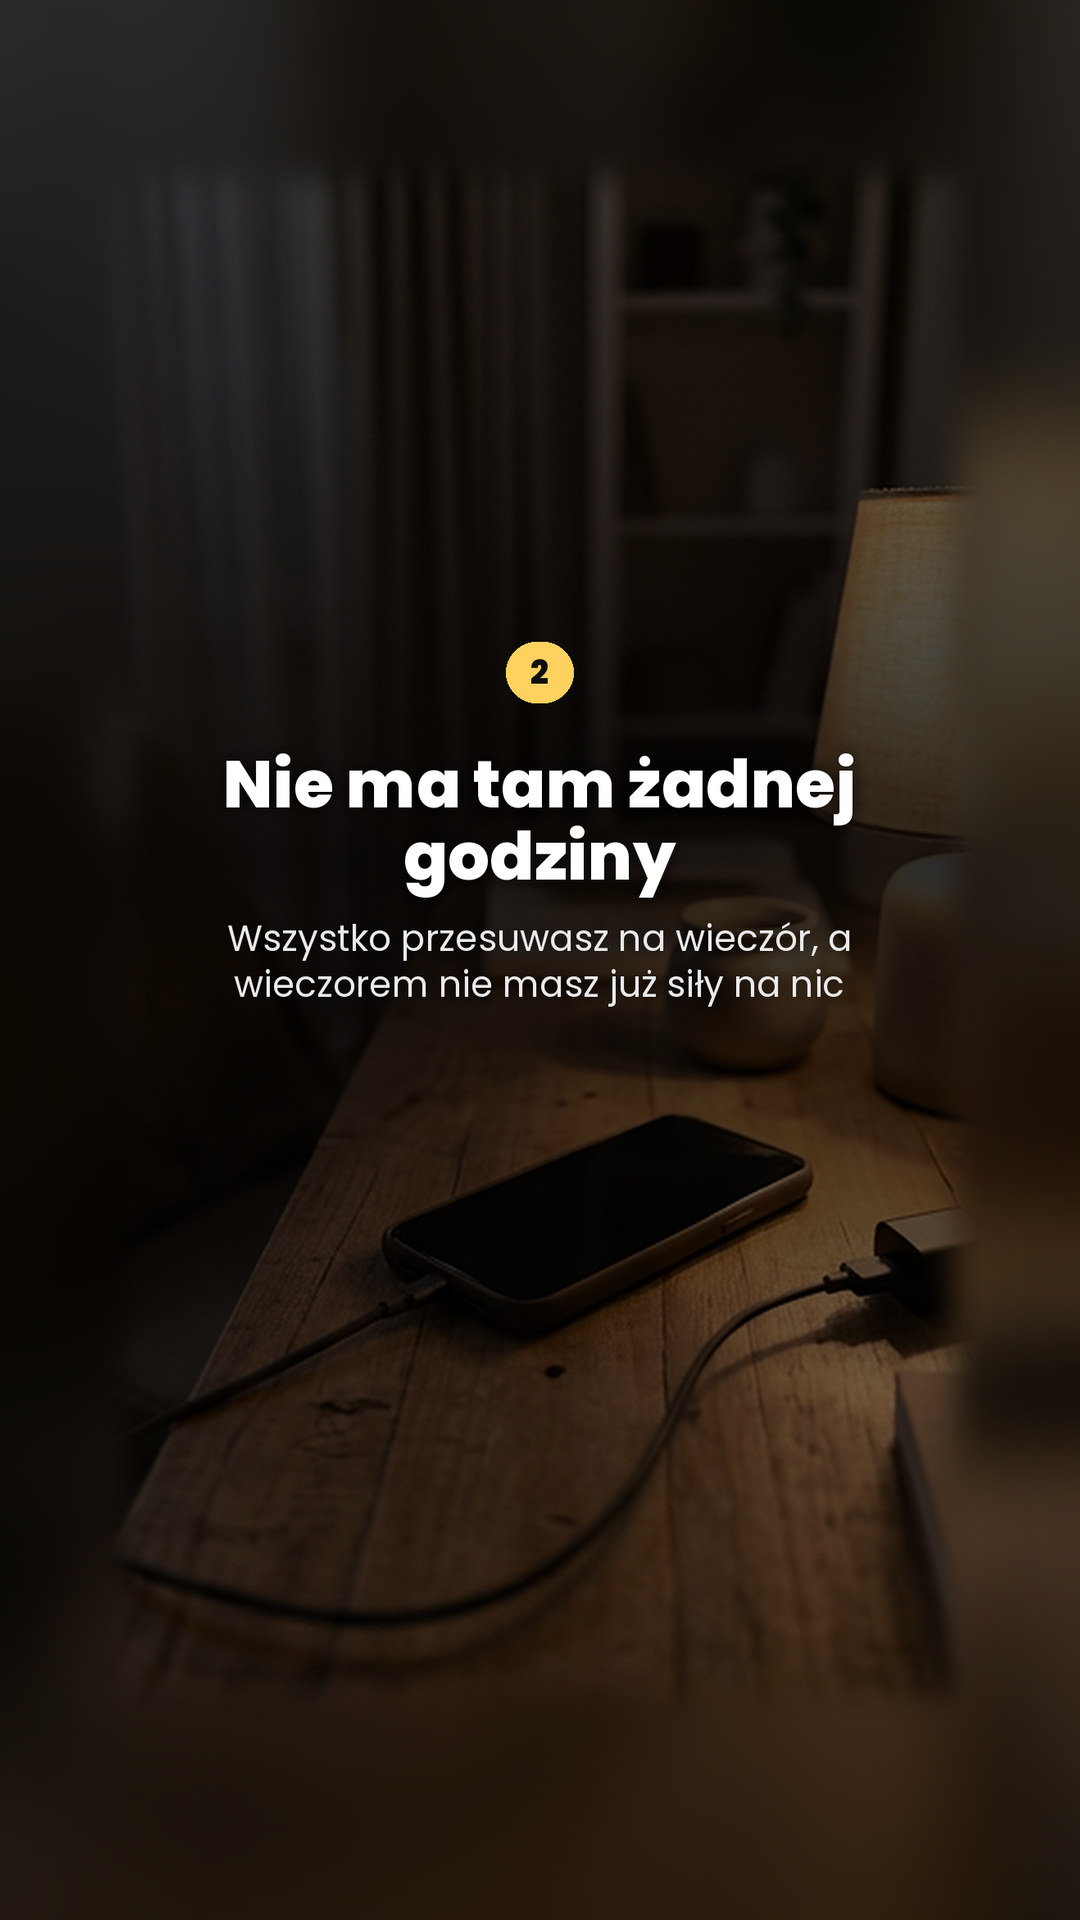 2
Nie ma tam żadnej
godziny
Wszystko przesuwasz na wieczór, a
wieczorem nie masz już siły na nic